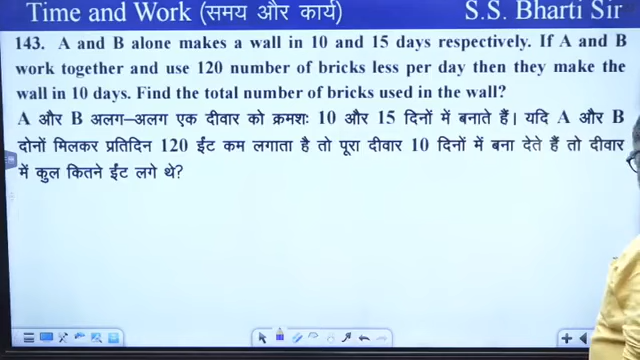 Time and Work (समय और कार्य) S.S. Bharti Sir
143. A and B alone makes a wall in 10 and 15 days respectively. If A and B
work together and use 120 number of bricks less per day then they make the
wall in 10 days. Find the total number of bricks used in the wall?
A और B अलग–अलग एक दीवार को क्रमशः 10 और 15 दिनों में बनाते हैं। यदि A और B
दोनों मिलकर प्रतिदिन 120 ईंट कम लगाता है तो पूरा दीवार 10 दिनों में बना देते हैं तो दीवार
में कुल कितने ईंट लगे थे?